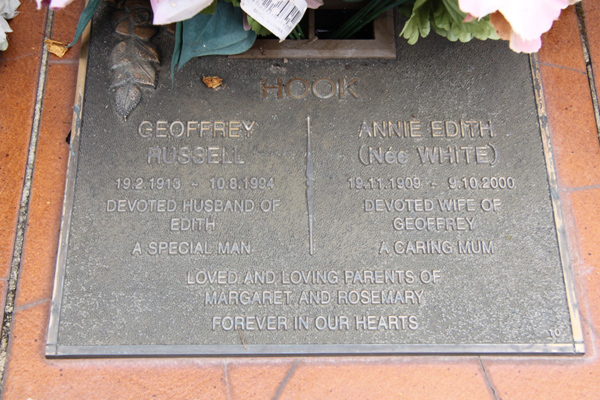 HOOK
GEOFFREY
RUSSELL
19.2.1913 - 10.8.1994
DEVOTED HUSBAND OF
EDITH
A SPECIAL MAN
ANNIE EDITH
(Née WHITE)
19.11.1909 - 9.10.2000
DEVOTED WIFE OF
GEOFFREY
A CARING MUM
LOVED AND LOVING PARENTS OF
MARGARET AND ROSEMARY
FOREVER IN OUR HEARTS